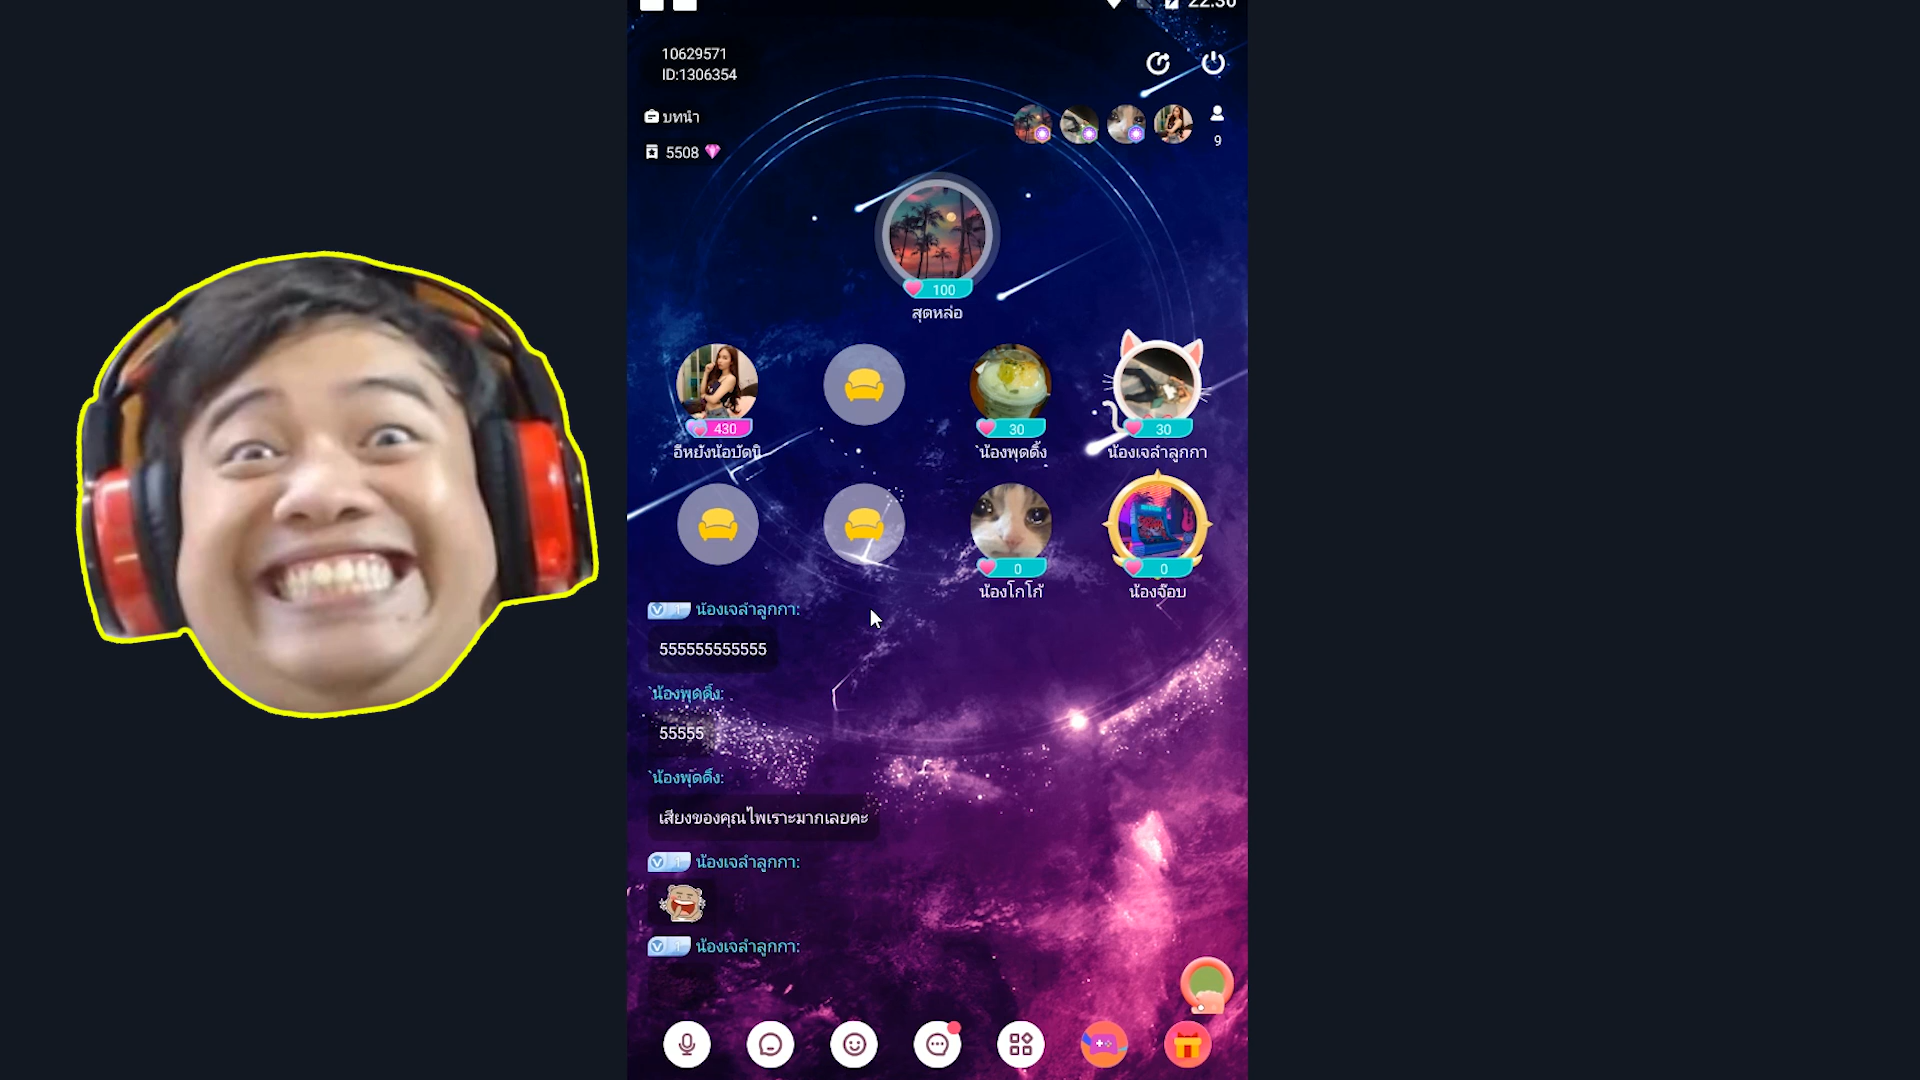 22:30
10629571
ID:1306354
บทนำ
5508
9
100
สุดหล่อ
430
30
30
อีหยังน้อบัดนิ
`น้องพุดดิ้ง
น้องเจลำลูกกา
0
0
น้องโกโก้
น้องจ๊อบ
V 1 น้องเจลำลูกกา:
5555555555555
`น้องพุดดิ้ง:
55555
`น้องพุดดิ้ง:
เสียงของคุณไพเราะมากเลยคะ
V 1 น้องเจลำลูกกา:
V 1 น้องเจลำลูกกา: